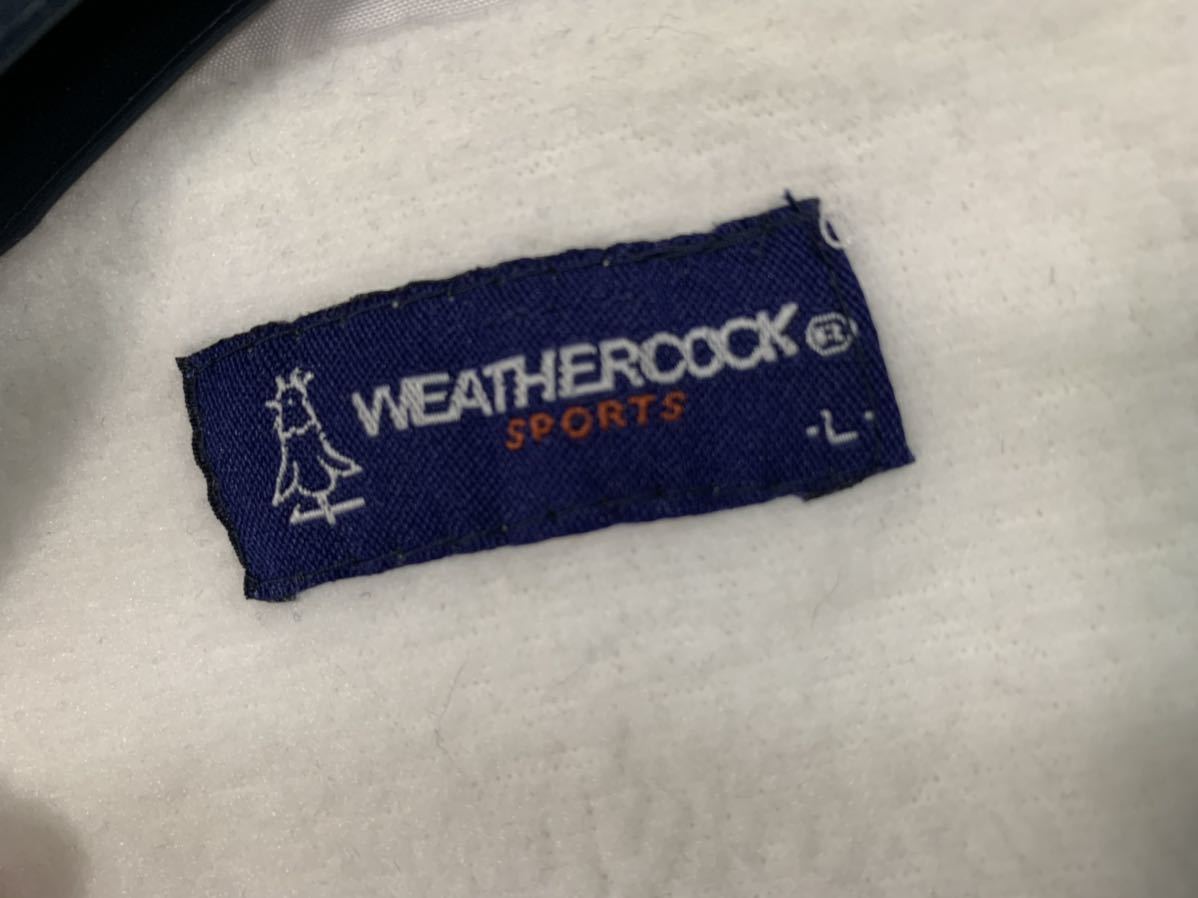 WEATHERCOCK ®
SPORTS
-L-